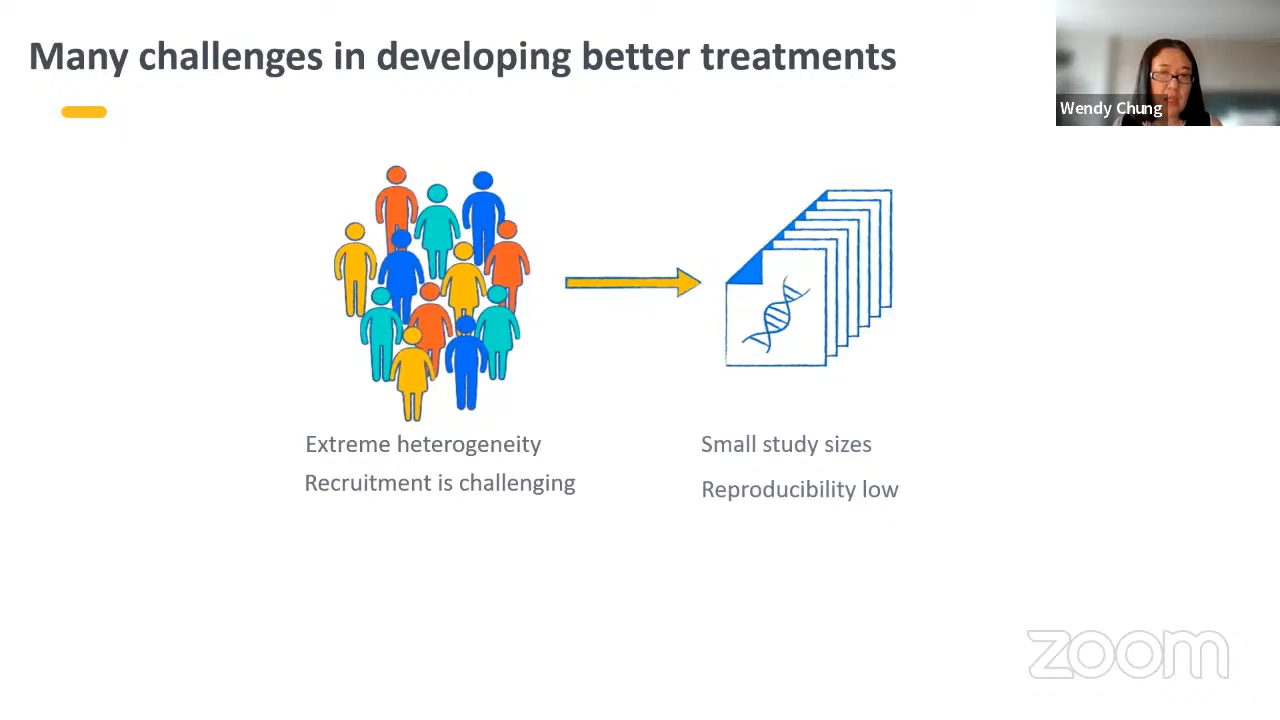 Many challenges in developing better treatments
Wendy Chung
Extreme heterogeneity
Recruitment is challenging
Small study sizes
Reproducibility low
zoom